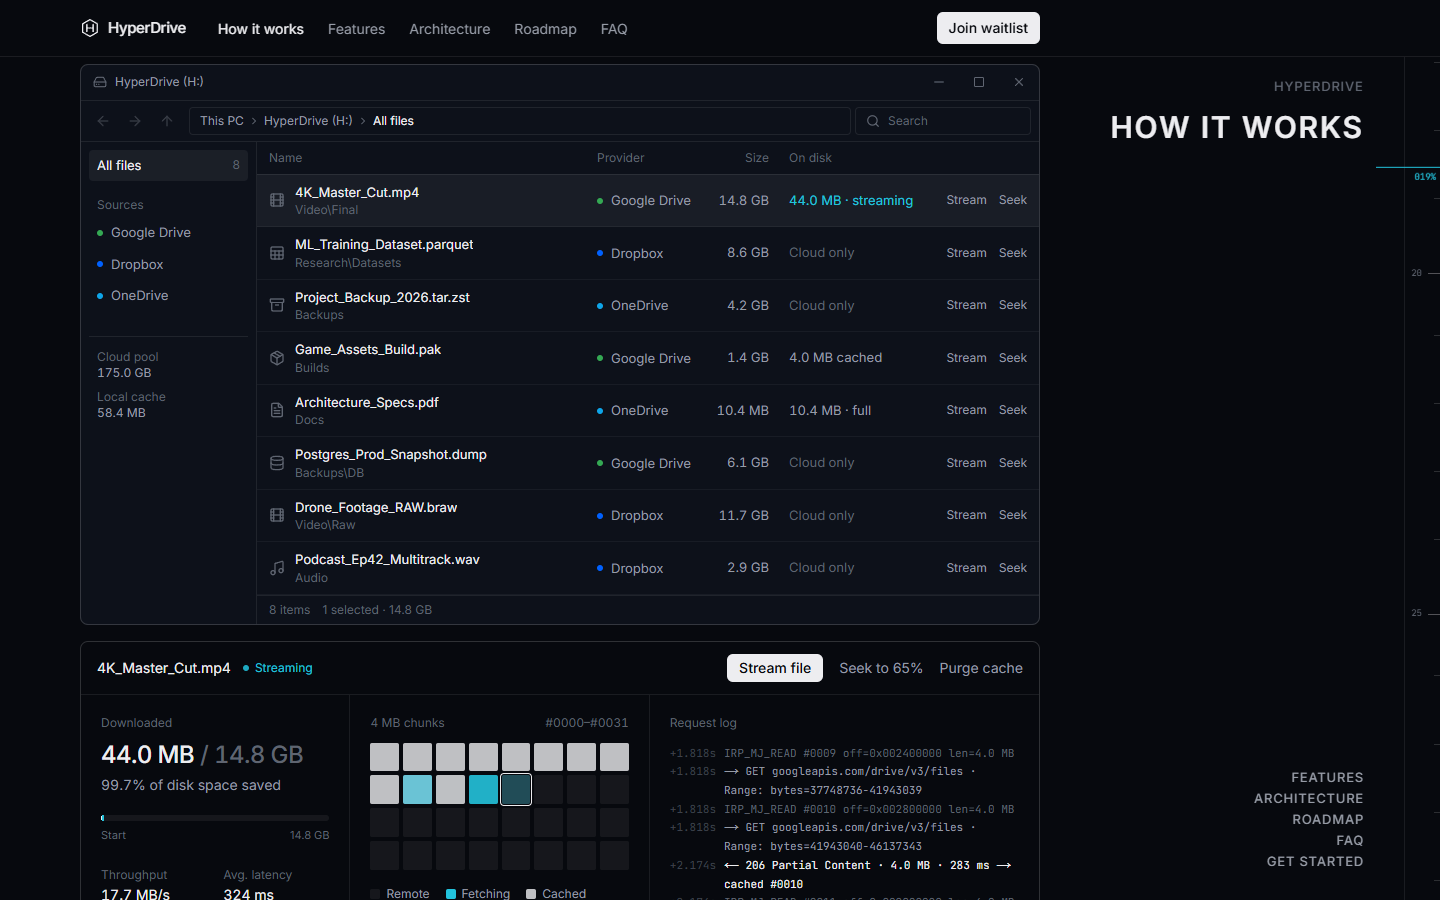 HyperDrive How it works Features Architecture Roadmap FAQ Join waitlist
HyperDrive (H:)
This PC HyperDrive (H:) All files Search
All files 8
Sources
Google Drive
Dropbox
OneDrive
Cloud pool
175.0 GB
Local cache
58.4 MB
Name Provider Size On disk
4K_Master_Cut.mp4
Video\Final
Google Drive 14.8 GB 44.0 MB · streaming Stream Seek
ML_Training_Dataset.parquet
Research\Datasets
Dropbox 8.6 GB Cloud only Stream Seek
Project_Backup_2026.tar.zst
Backups
OneDrive 4.2 GB Cloud only Stream Seek
Game_Assets_Build.pak
Builds
Google Drive 1.4 GB 4.0 MB cached Stream Seek
Architecture_Specs.pdf
Docs
OneDrive 10.4 MB 10.4 MB · full Stream Seek
Postgres_Prod_Snapshot.dump
Backups\DB
Google Drive 6.1 GB Cloud only Stream Seek
Drone_Footage_RAW.braw
Video\Raw
Dropbox 11.7 GB Cloud only Stream Seek
Podcast_Ep42_Multitrack.wav
Audio
Dropbox 2.9 GB Cloud only Stream Seek
8 items 1 selected · 14.8 GB
4K_Master_Cut.mp4 Streaming Stream file Seek to 65% Purge cache
Downloaded
44.0 MB / 14.8 GB
99.7% of disk space saved
Start 14.8 GB
Throughput Avg. latency
17.7 MB/s 324 ms
4 MB chunks #0000–#0031
Remote Fetching Cached
Request log
+1.818s IRP_MJ_READ #0009 off=0x002400000 len=4.0 MB
+1.818s ⟶ GET googleapis.com/drive/v3/files ·
Range: bytes=37748736-41943039
+1.818s IRP_MJ_READ #0010 off=0x002800000 len=4.0 MB
+1.818s ⟶ GET googleapis.com/drive/v3/files ·
Range: bytes=41943040-46137343
+2.174s ⟵ 206 Partial Content · 4.0 MB · 283 ms ⟶
cached #0010
HYPERDRIVE
HOW IT WORKS
019%
20
25
FEATURES
ARCHITECTURE
ROADMAP
FAQ
GET STARTED